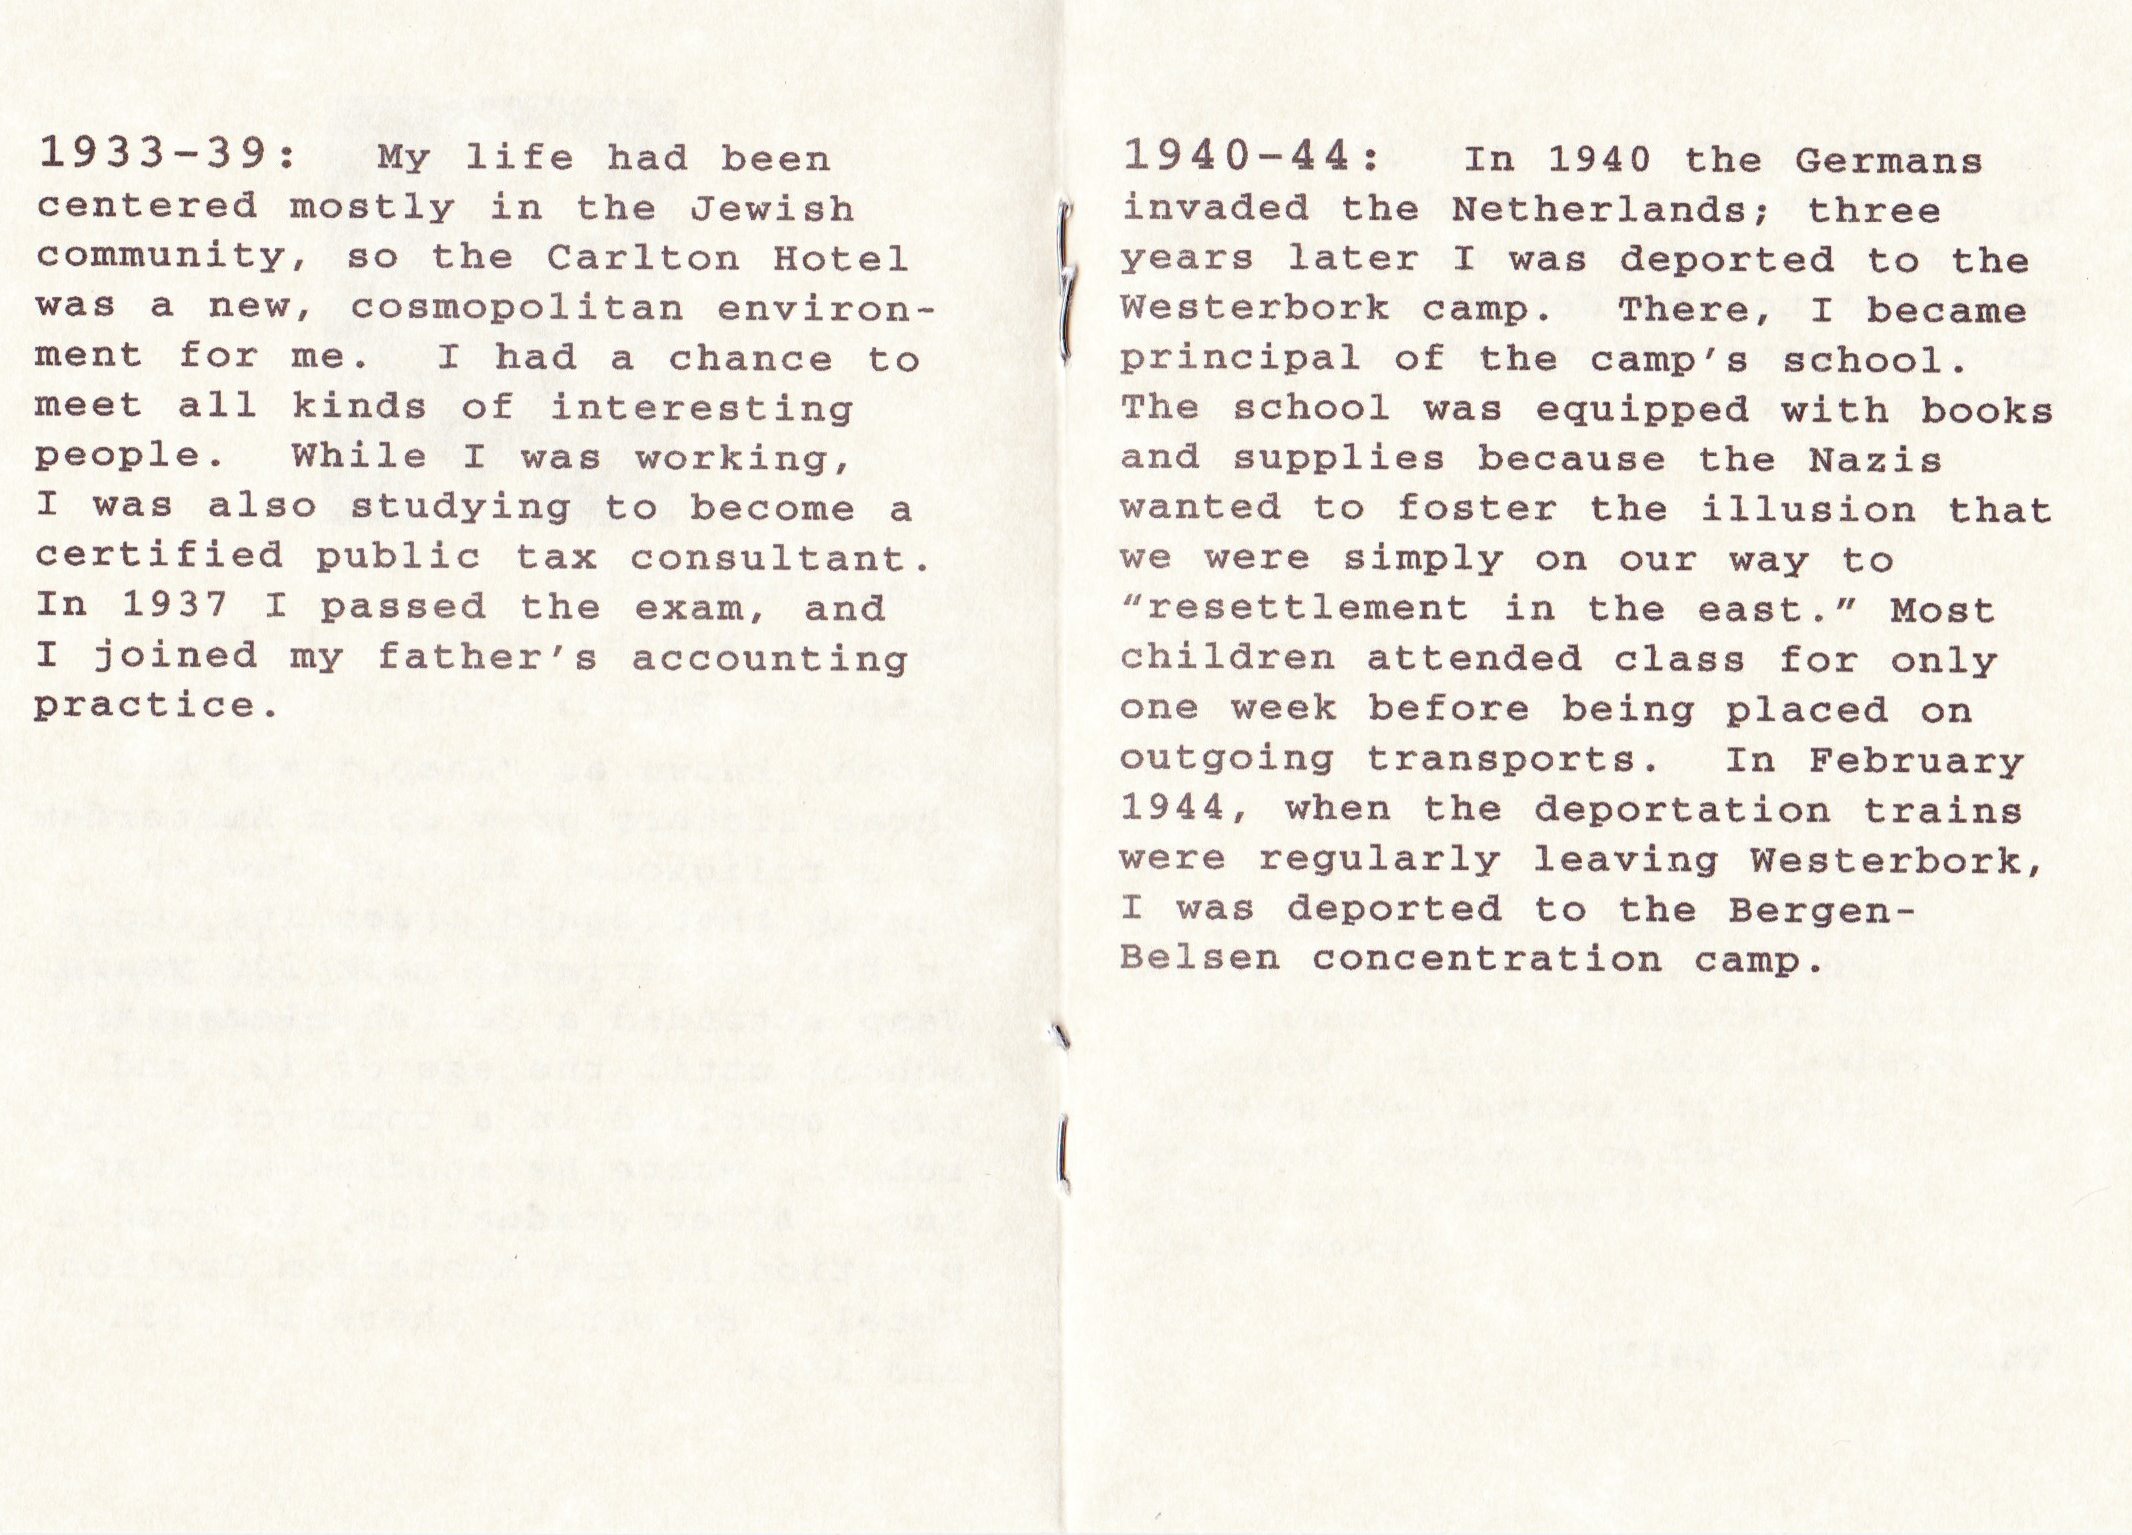 1933-39:  My life had been
centered mostly in the Jewish
community, so the Carlton Hotel
was a new, cosmopolitan environ-
ment for me.  I had a chance to
meet all kinds of interesting
people.  While I was working,
I was also studying to become a
certified public tax consultant.
In 1937 I passed the exam, and
I joined my father's accounting
practice.
1940-44:  In 1940 the Germans
invaded the Netherlands; three
years later I was deported to the
Westerbork camp.  There, I became
principal of the camp's school.
The school was equipped with books
and supplies because the Nazis
wanted to foster the illusion that
we were simply on our way to
"resettlement in the east." Most
children attended class for only
one week before being placed on
outgoing transports.  In February
1944, when the deportation trains
were regularly leaving Westerbork,
I was deported to the Bergen-
Belsen concentration camp.